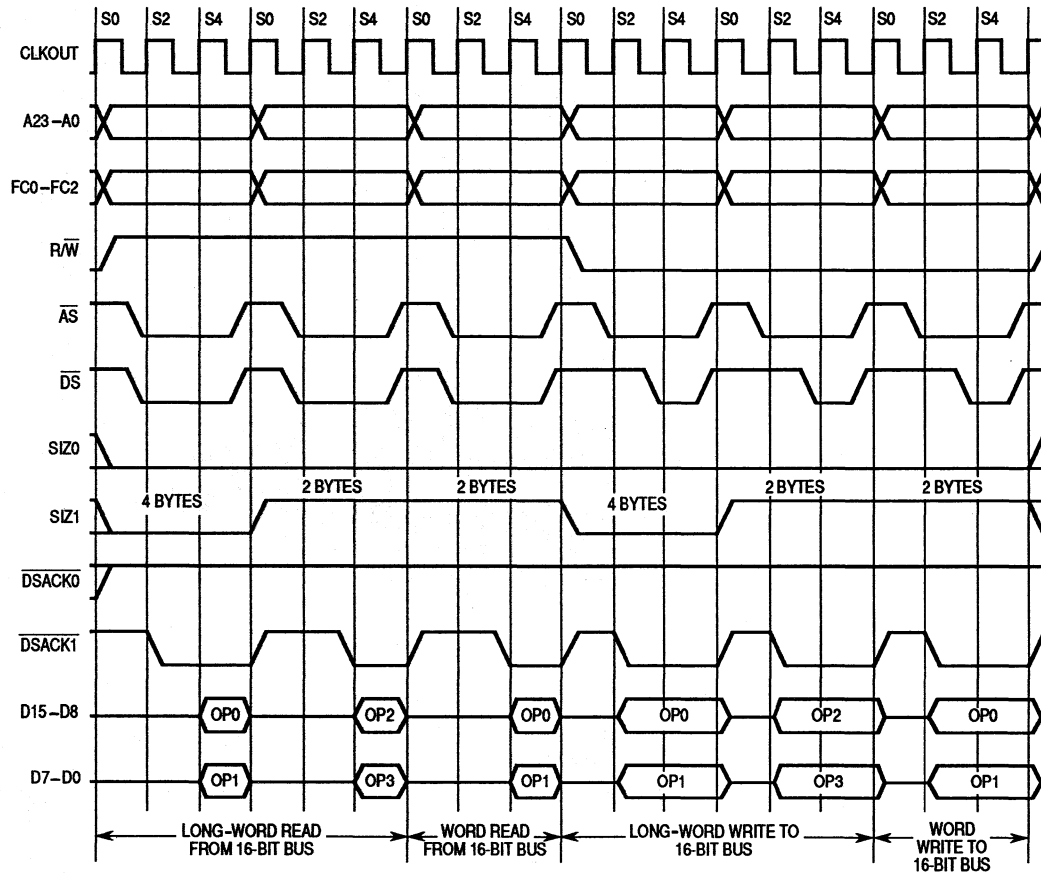 S0 S2 S4 S0 S2 S4 S0 S2 S4 S0 S2 S4 S0 S2 S4 S0 S2 S4
CLKOUT
A23–A0
FC0–FC2
R/W̅
A̅S̅
D̅S̅
SIZ0
4 BYTES 2 BYTES 2 BYTES 4 BYTES 2 BYTES 2 BYTES
SIZ1
D̅S̅A̅C̅K̅0̅
D̅S̅A̅C̅K̅1̅
D15–D8 OP0 OP2 OP0 OP0 OP2 OP0
D7–D0 OP1 OP3 OP1 OP1 OP3 OP1
LONG-WORD READ
FROM 16-BIT BUS
WORD READ
FROM 16-BIT BUS
LONG-WORD WRITE TO
16-BIT BUS
WORD
WRITE TO
16-BIT BUS